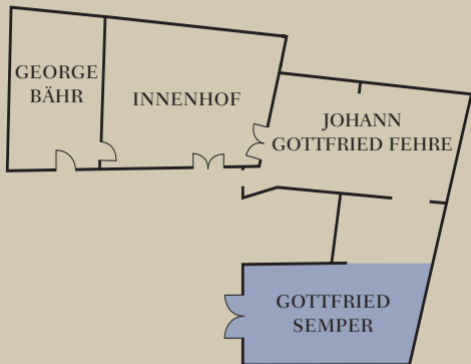 GEORGE
BÄHR
INNENHOF
JOHANN
GOTTFRIED FEHRE
GOTTFRIED
SEMPER